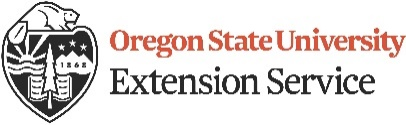 Oregon State University
Extension Service
1868